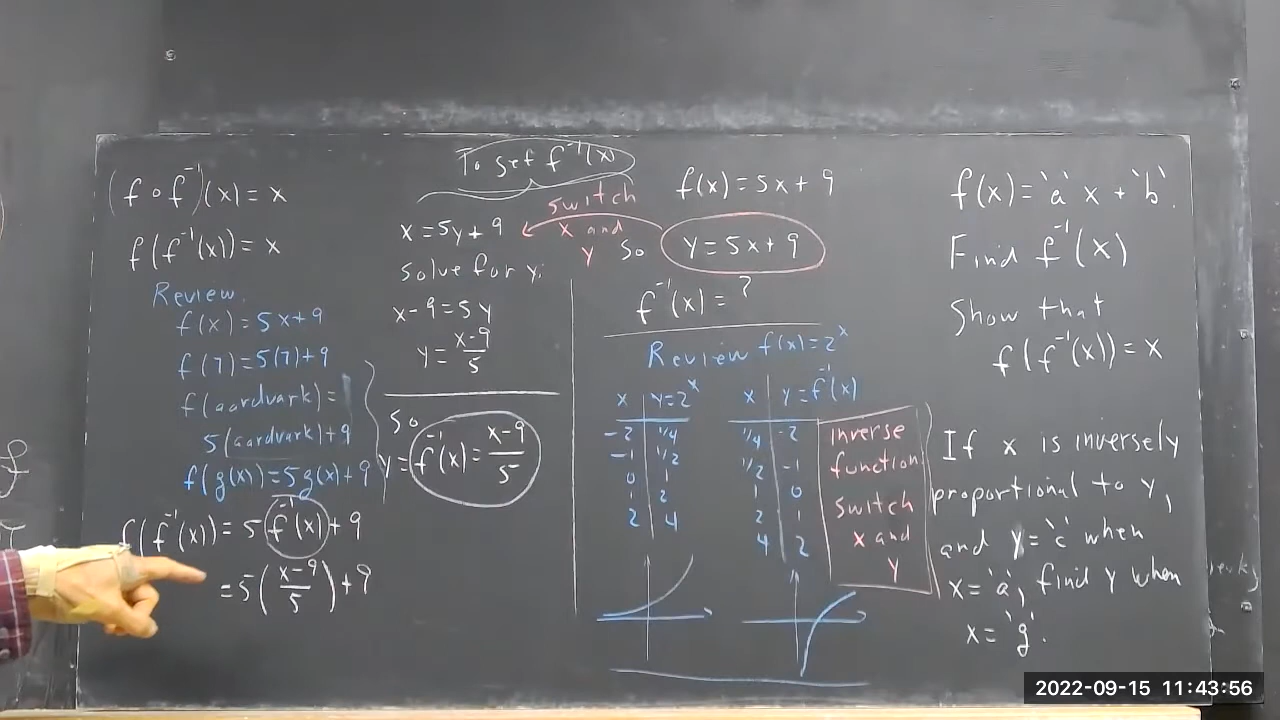 (f ∘ f⁻¹)(x) = x
f(f⁻¹(x)) = x
Review
f(x) = 5x+9
f(7) = 5(7)+9
f(aardvark) =
5(aardvark)+9
f(g(x)) = 5g(x)+9
f(f⁻¹(x)) = 5 f⁻¹(x) + 9
= 5((x-9)/5) + 9
To get f⁻¹(x)
switch
x and
y
x = 5y + 9
solve for y:
x-9 = 5y
y = (x-9)/5
So
y = f⁻¹(x) = (x-9)/5
f(x) = 5x + 9
so y = 5x + 9
f⁻¹(x) = ?
Review f(x) = 2ˣ
x y = 2ˣ
-2 1/4
-1 1/2
0 1
1 2
2 4
x y = f⁻¹(x)
1/4 -2
1/2 -1
1 0
2 1
4 2
inverse
function
switch
x and
y
f(x) = 'a' x + 'b'.
Find f⁻¹(x)
Show that
f(f⁻¹(x)) = x
If x is inversely
proportional to y,
and y = 'c' when
x = 'a', find y when
x = 'g'.
2022-09-15 11:43:56